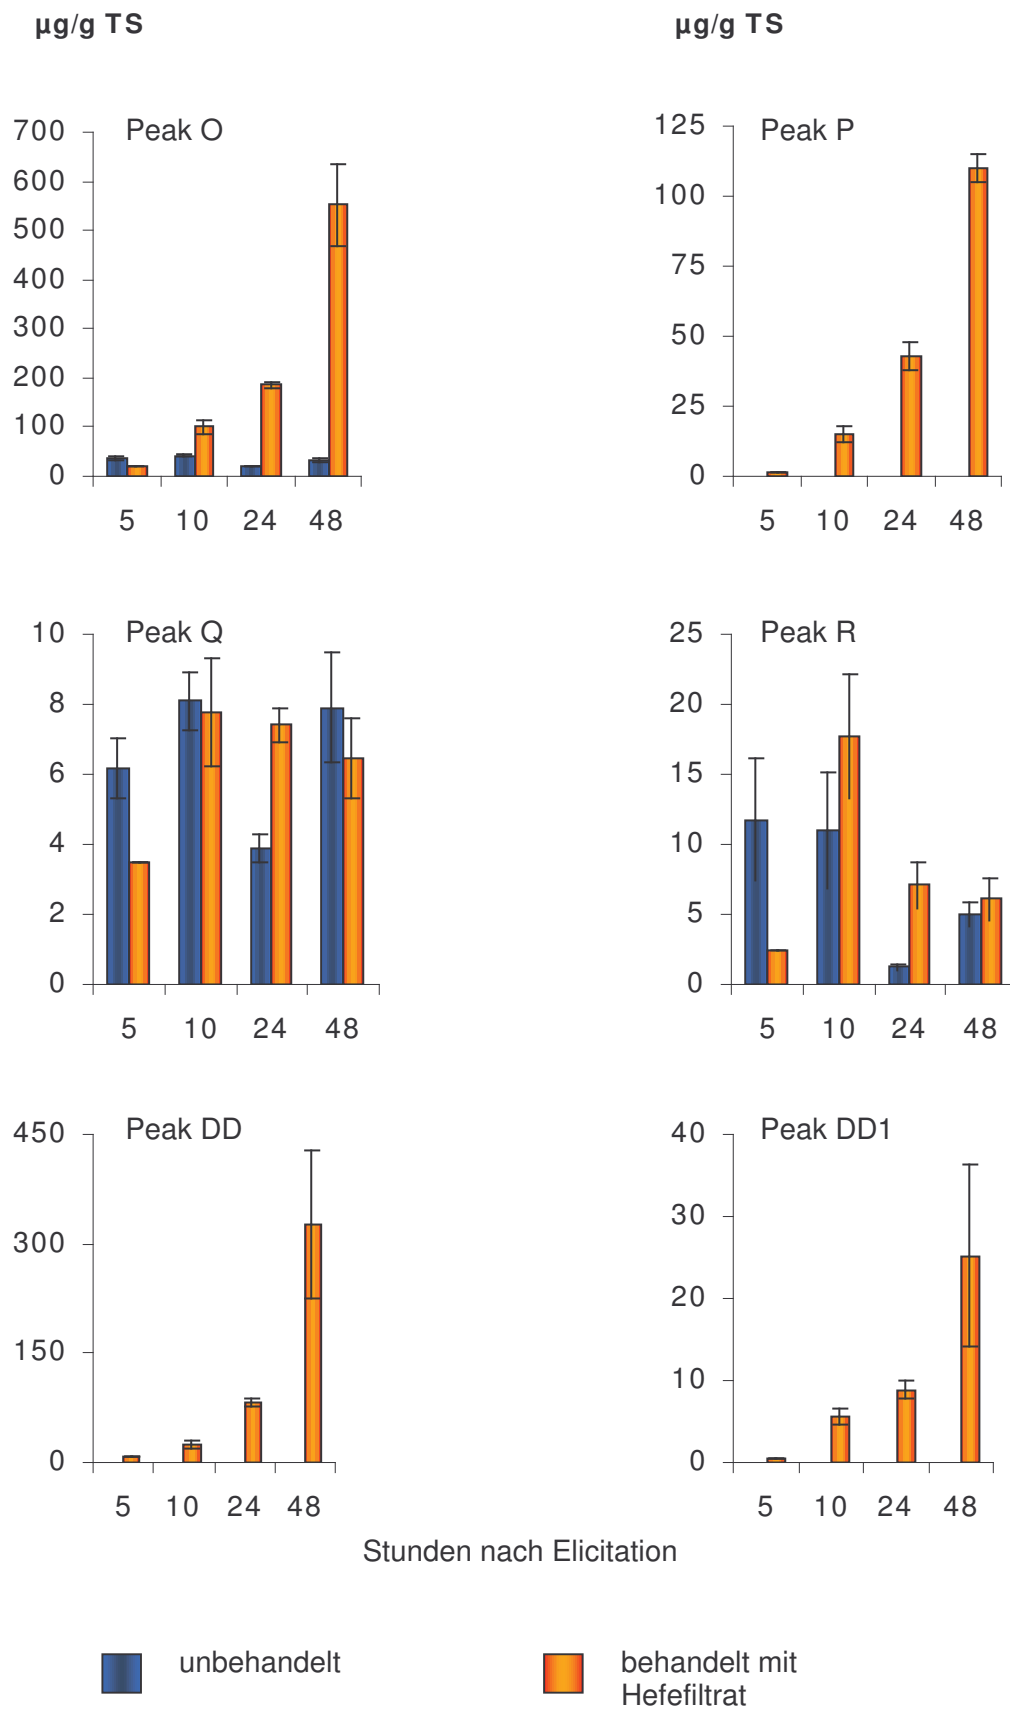 µg/g TS
µg/g TS
Peak O
700
600
500
400
300
200
100
0
5 10 24 48
Peak P
125
100
75
50
25
0
5 10 24 48
Peak Q
10
8
6
4
2
0
5 10 24 48
Peak R
25
20
15
10
5
0
5 10 24 48
Peak DD
450
300
150
0
5 10 24 48
Peak DD1
40
30
20
10
0
5 10 24 48
Stunden nach Elicitation
unbehandelt
behandelt mit
Hefefiltrat